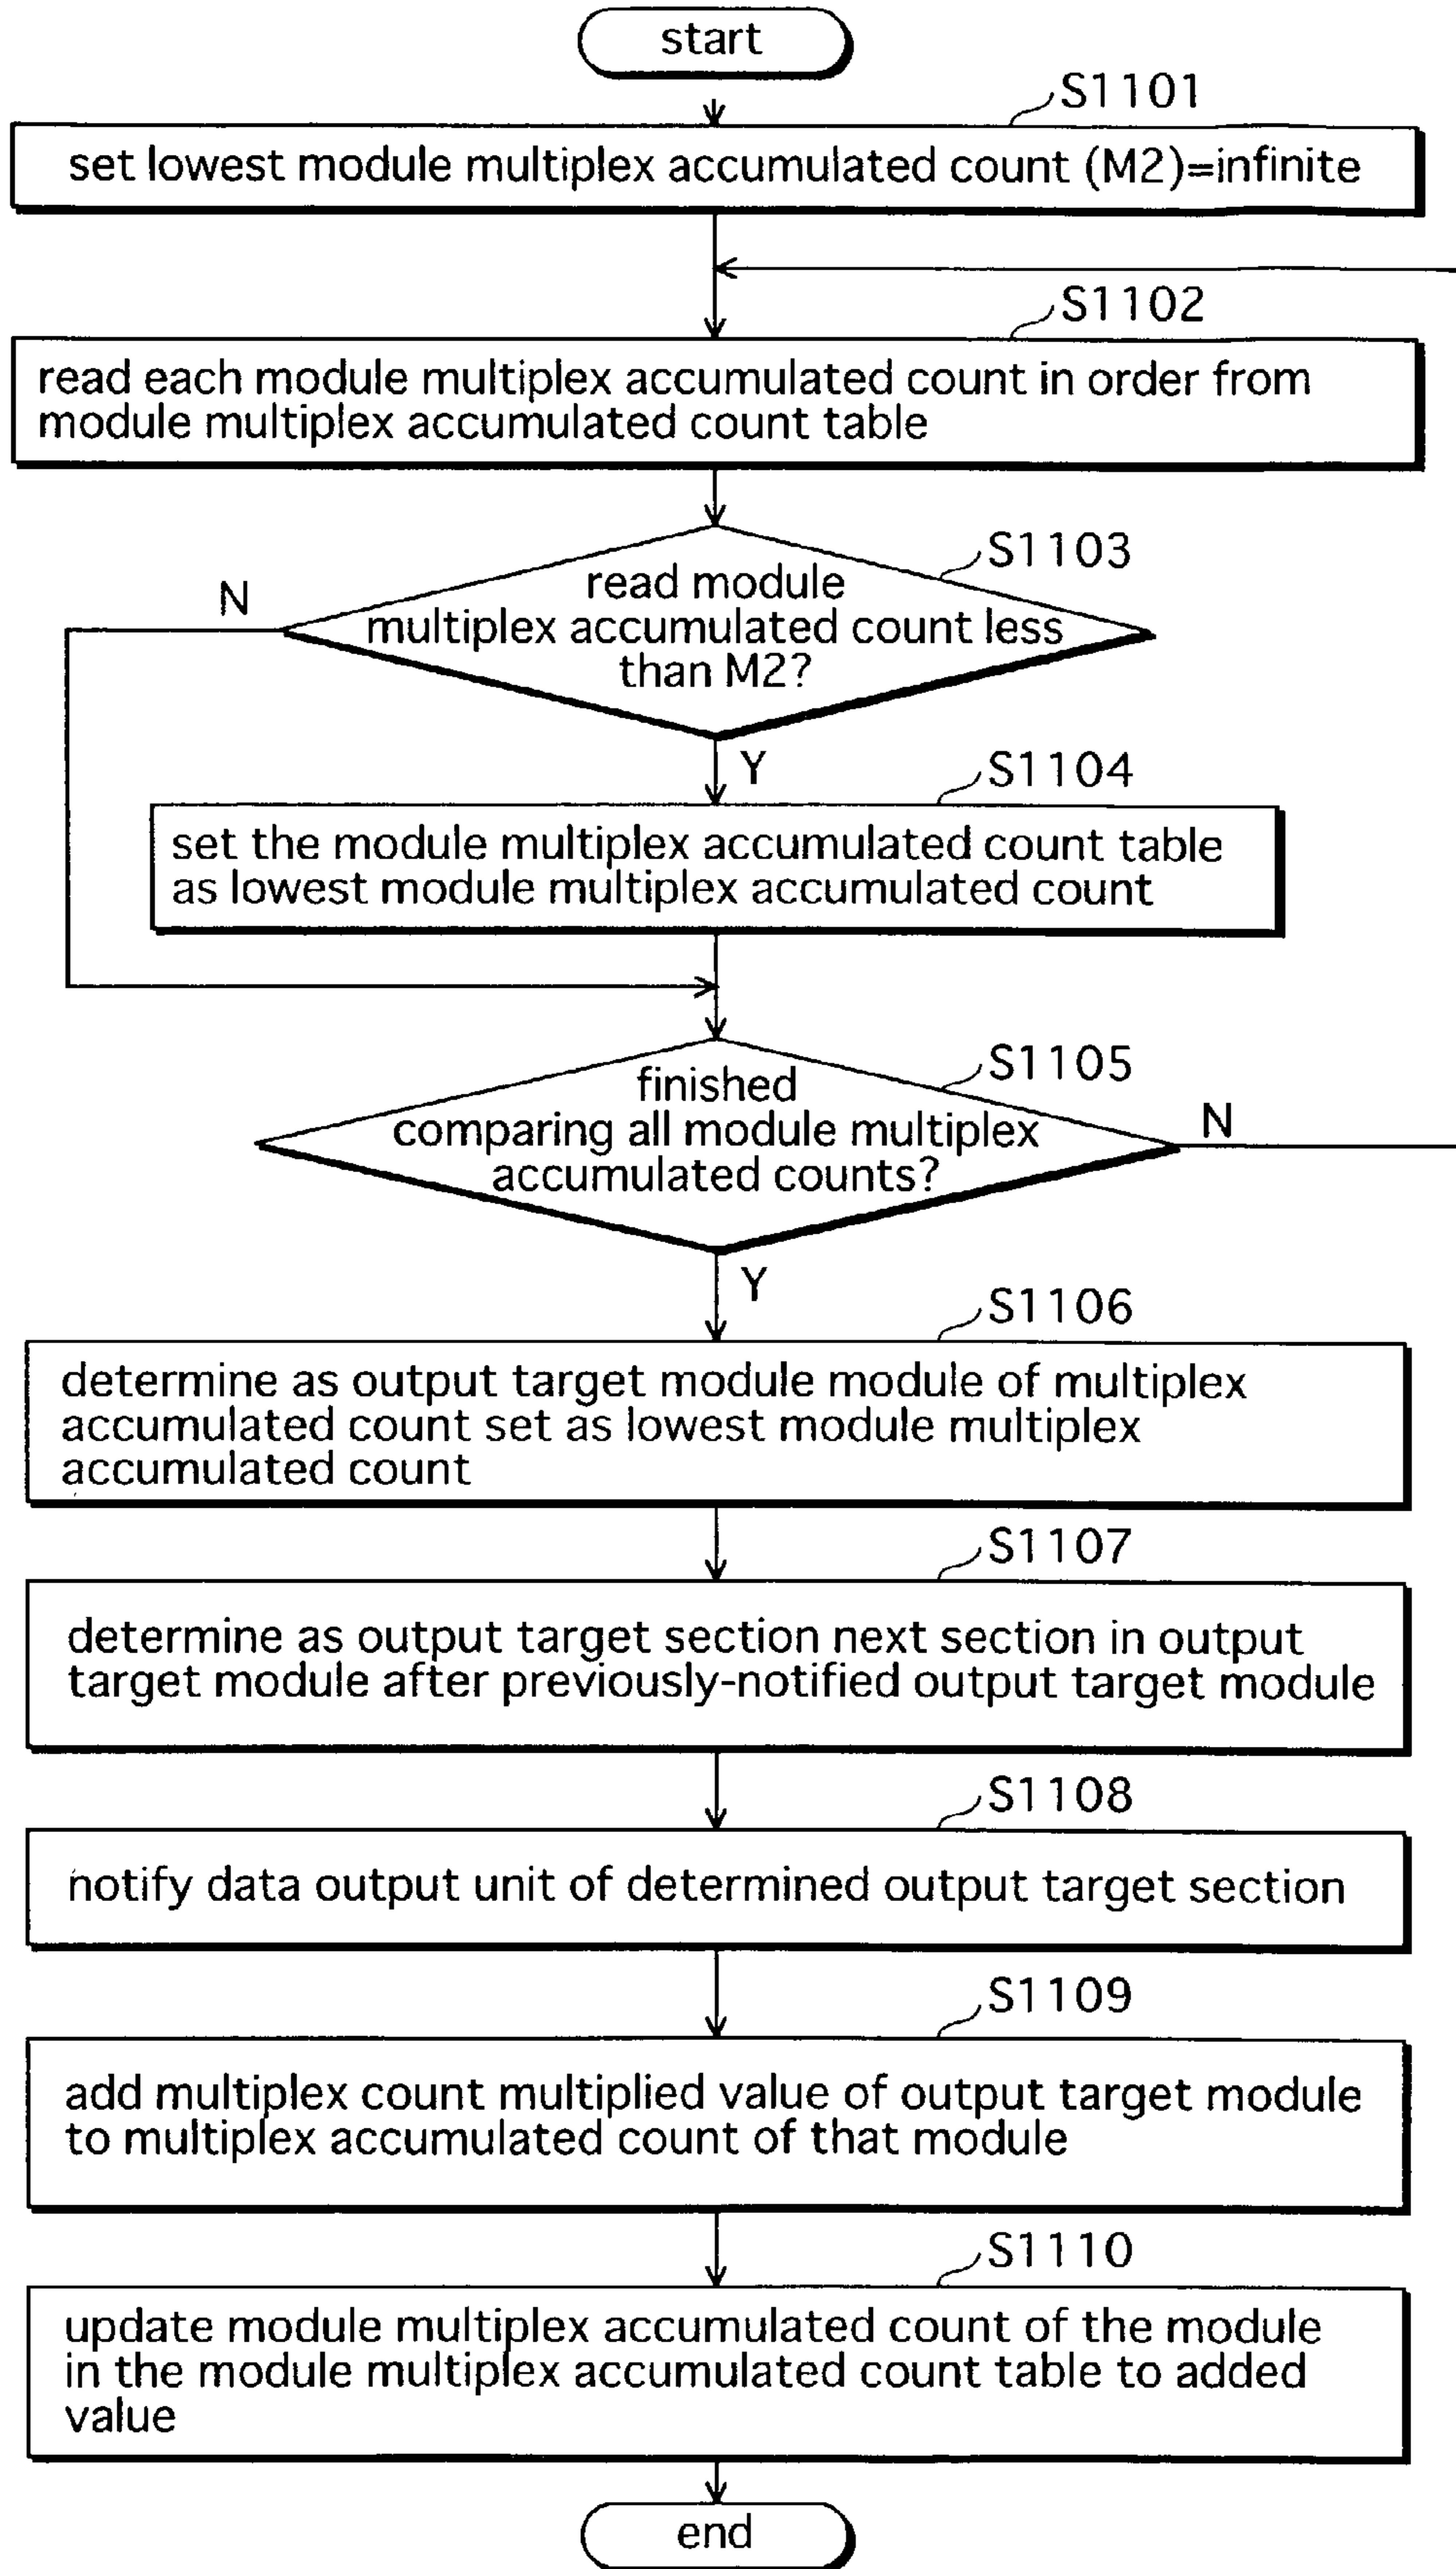 start
S1101
set lowest module multiplex accumulated count (M2)=infinite
S1102
read each module multiplex accumulated count in order from
module multiplex accumulated count table
S1103
N
read module
multiplex accumulated count less
than M2?
Y
S1104
set the module multiplex accumulated count table
as lowest module multiplex accumulated count
S1105
finished
comparing all module multiplex
accumulated counts?
N
Y
S1106
determine as output target module module of multiplex
accumulated count set as lowest module multiplex
accumulated count
S1107
determine as output target section next section in output
target module after previously-notified output target module
S1108
notify data output unit of determined output target section
S1109
add multiplex count multiplied value of output target module
to multiplex accumulated count of that module
S1110
update module multiplex accumulated count of the module
in the module multiplex accumulated count table to added
value
end